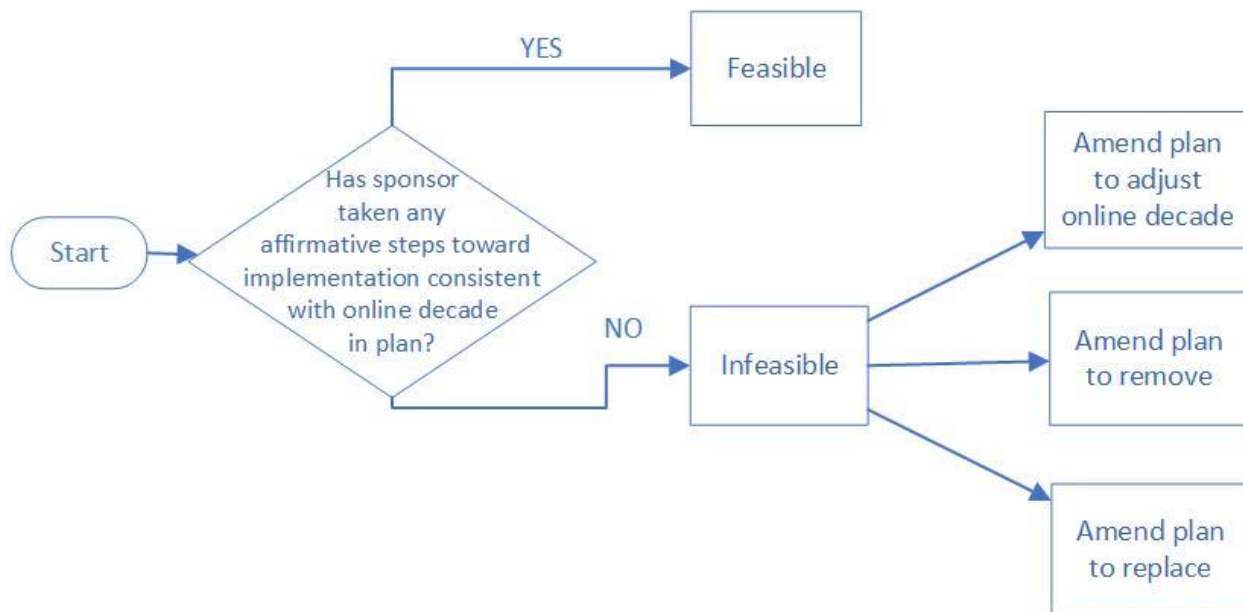 YES
Feasible
Start
Has sponsor
taken any
affirmative steps toward
implementation consistent
with online decade
in plan?
NO
Infeasible
Amend plan
to adjust
online decade
Amend plan
to remove
Amend plan
to replace